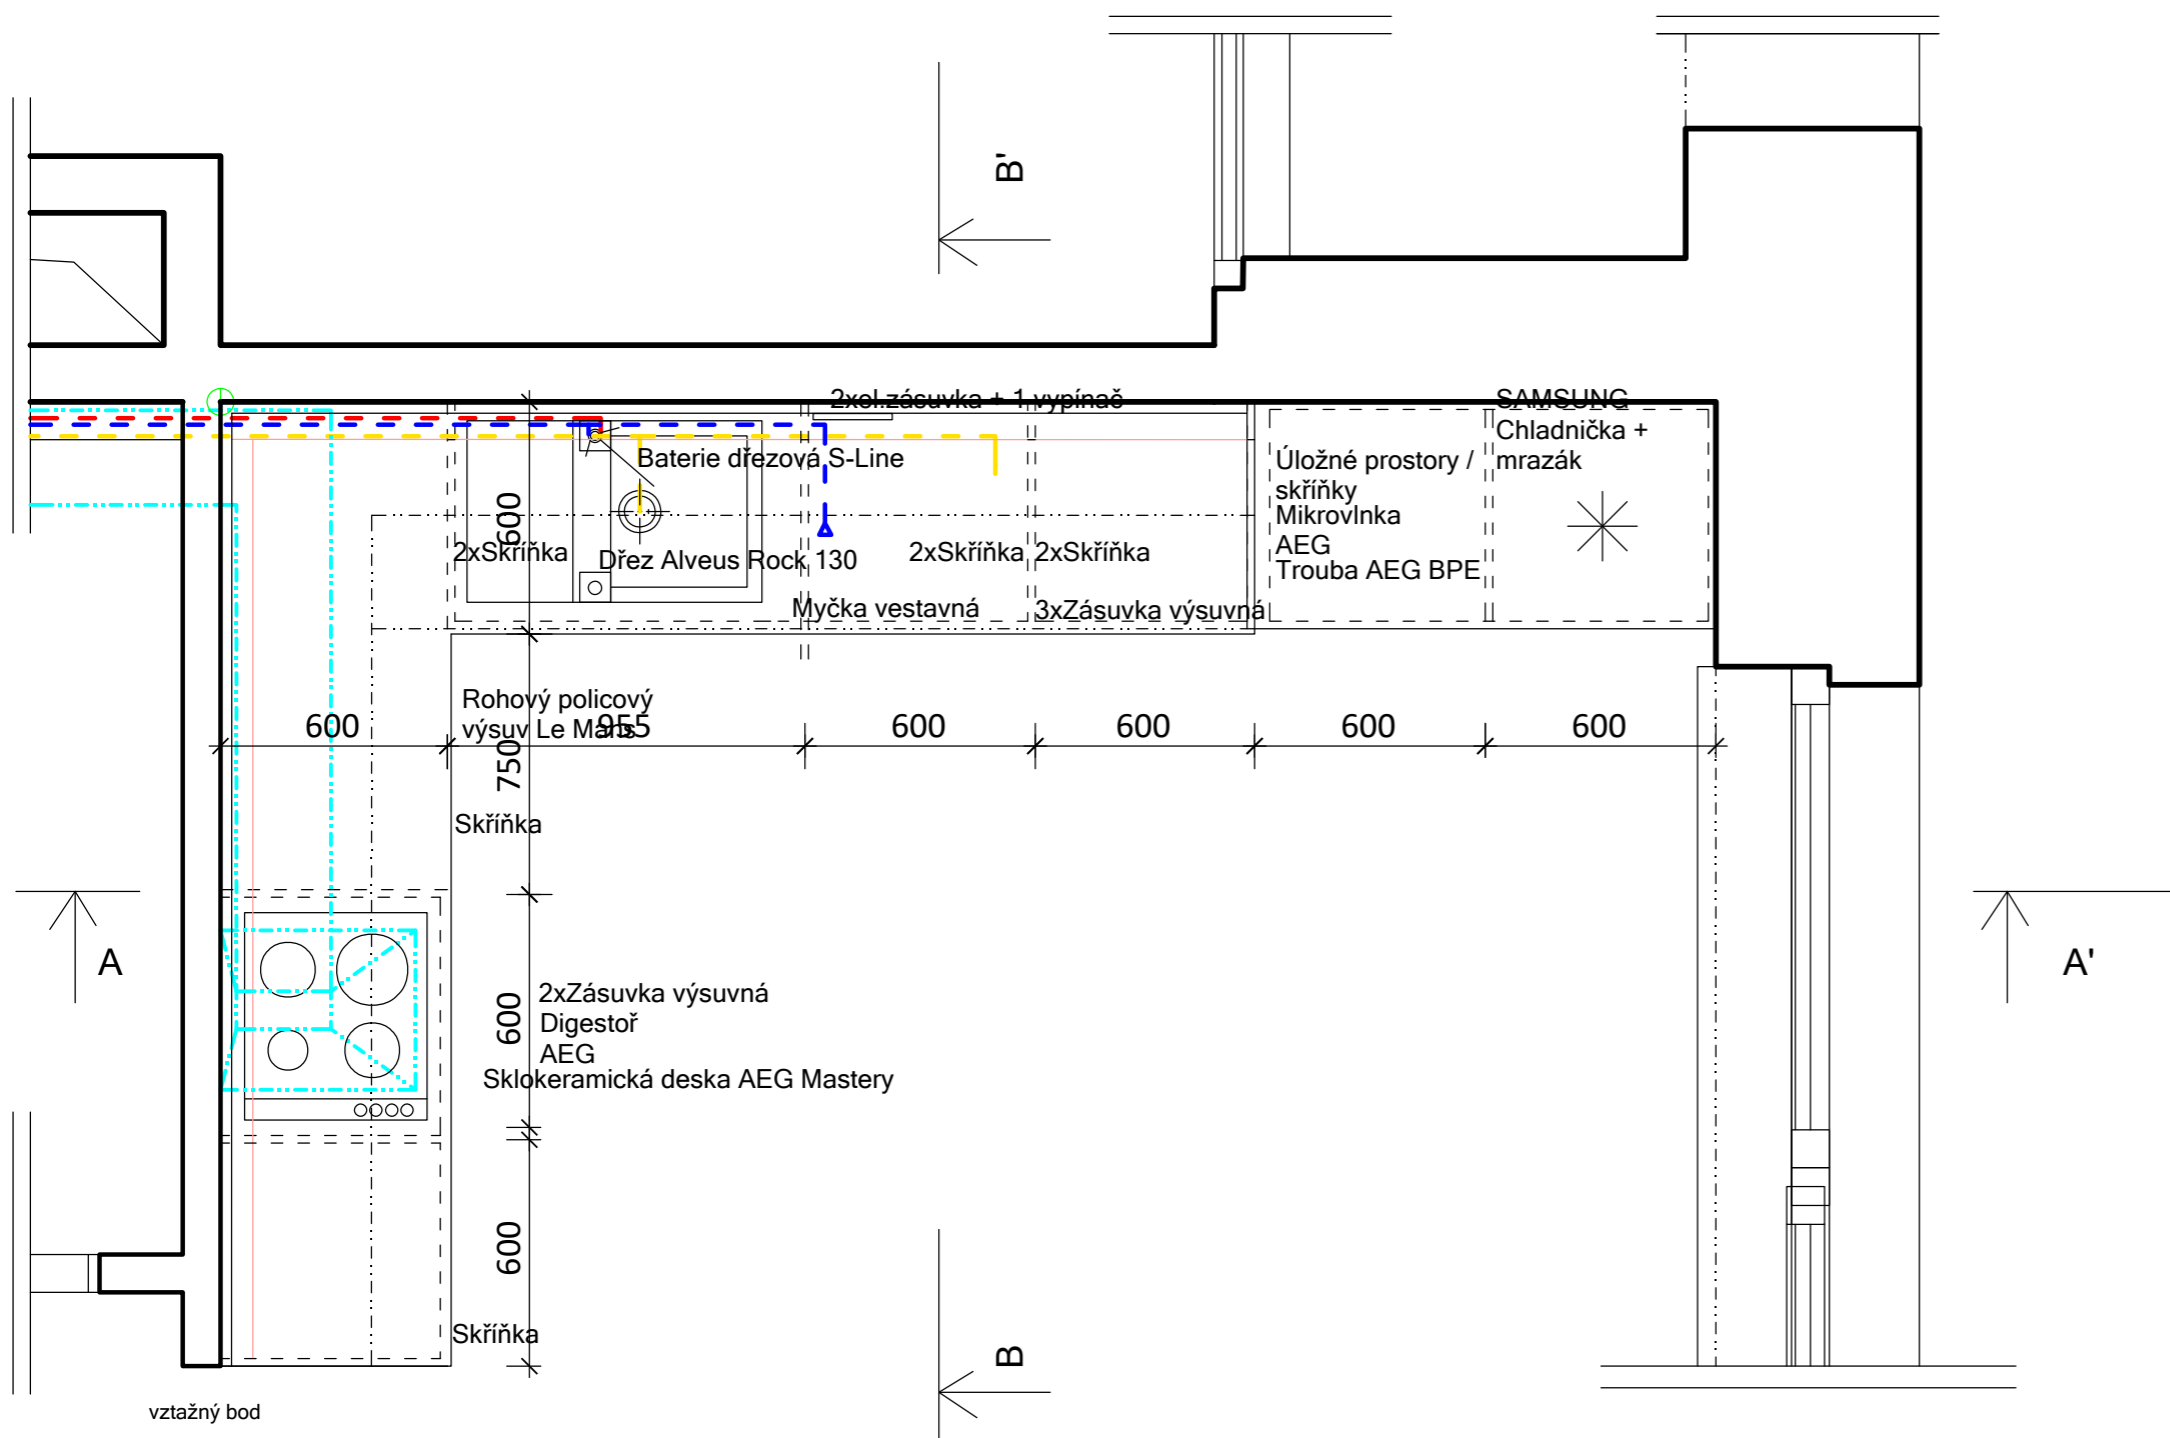 B'
2xel.zásuvka + 1 vypínač
SAMSUNG
Chladnička +
mrazák
Baterie dřezová S-Line
Úložné prostory /
skříňky
Mikrovlnka
AEG
Trouba AEG BPE
600
2xSkříňka
Dřez Alveus Rock 130
2xSkříňka
2xSkříňka
Myčka vestavná
3xZásuvka výsuvná
Rohový policový
výsuv Le Mans
600
955
600
600
600
600
750
Skříňka
A
A'
2xZásuvka výsuvná
Digestoř
AEG
Sklokeramická deska AEG Mastery
600
600
Skříňka
B
vztažný bod